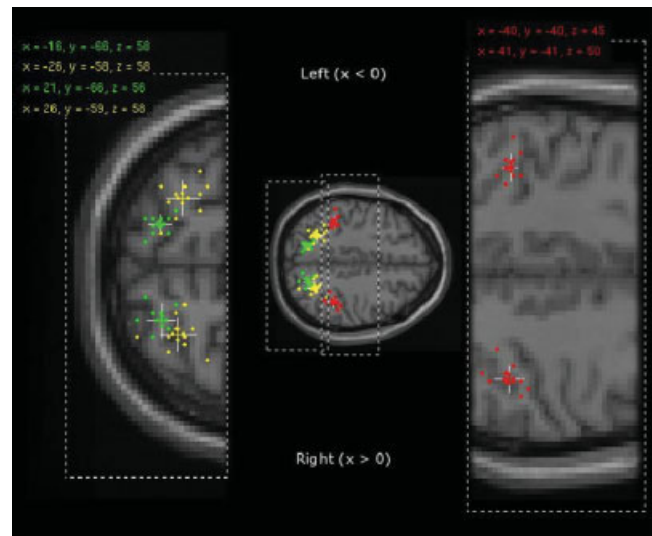 x = -16, y = -66, z = 58
x = -26, y = -58, z = 58
x = 21, y = -66, z = 56
x = 26, y = -59, z = 58
Left (x < 0)
x = -40, y = -40, z = 45
x = 41, y = -41, z = 50
Right (x > 0)